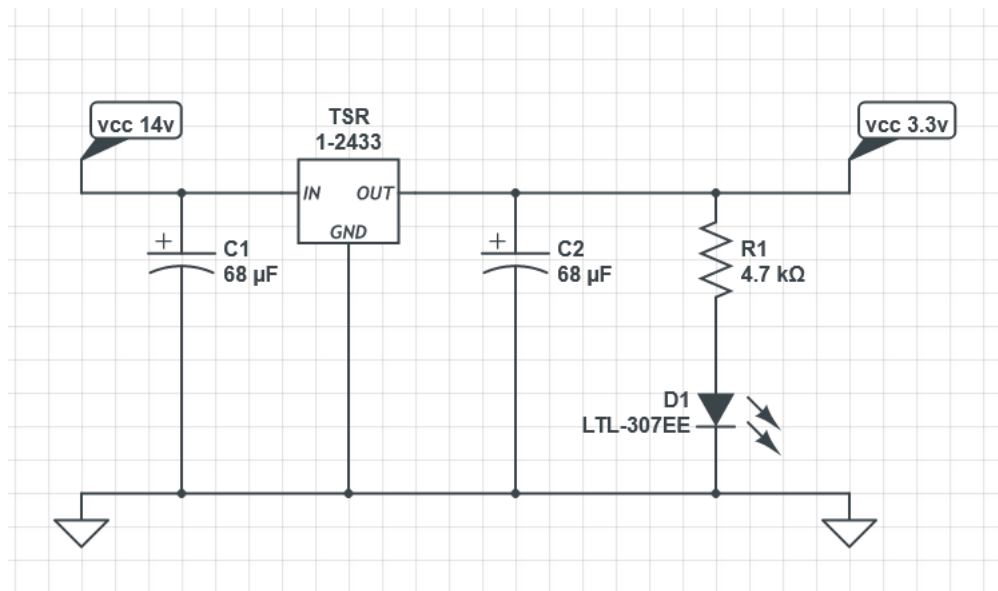 vcc 14v
TSR
1-2433
vcc 3.3v
IN
OUT
GND
+
C1
68 µF
+
C2
68 µF
R1
4.7 kΩ
D1
LTL-307EE